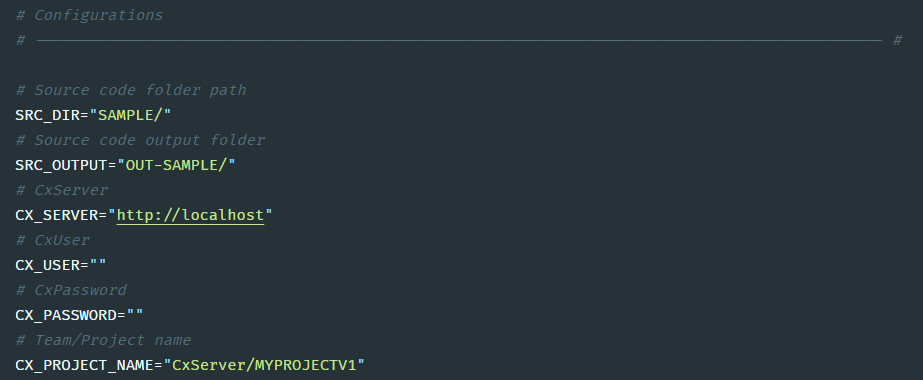 # Configurations
# ──────────────────────────────────────── #
# Source code folder path
SRC_DIR="SAMPLE/"
# Source code output folder
SRC_OUTPUT="OUT-SAMPLE/"
# CxServer
CX_SERVER="http://localhost"
# CxUser
CX_USER=""
# CxPassword
CX_PASSWORD=""
# Team/Project name
CX_PROJECT_NAME="CxServer/MYPROJECTV1"